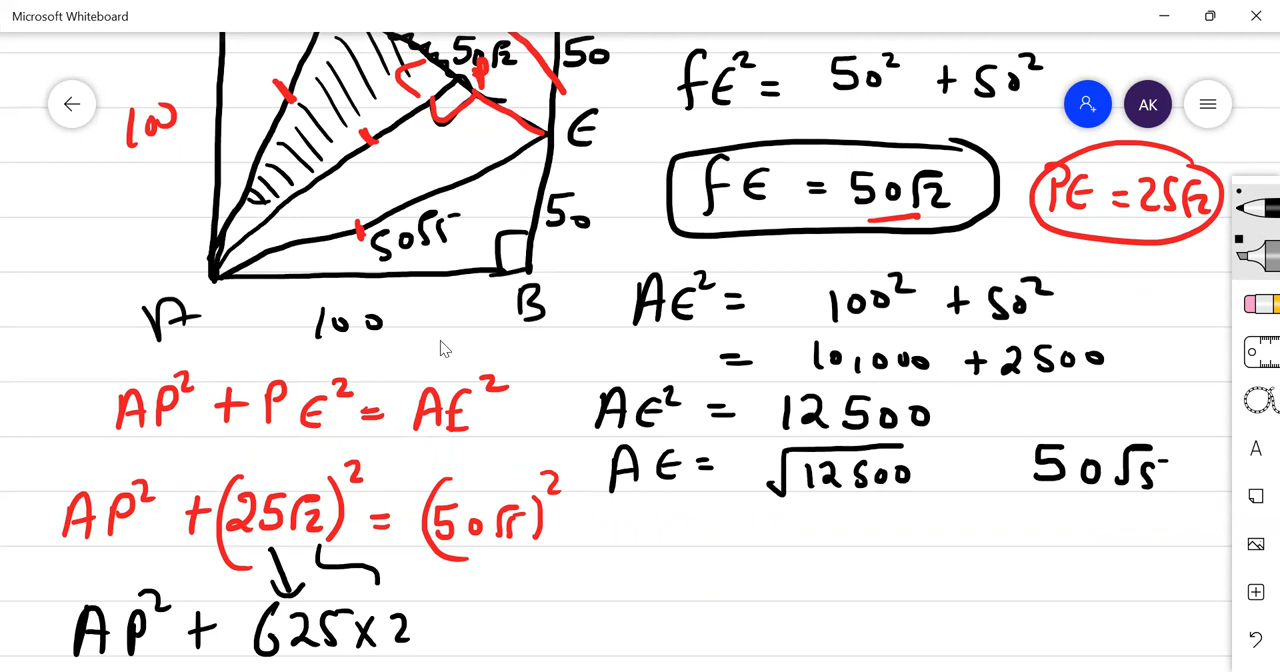 Microsoft Whiteboard
AK
50√2
50
P
100
E
50
50√5
A
100
B
fE² = 50² + 50²
fE = 50√2
PE = 25√2
AE² = 100² + 50²
= 10,000 + 2500
AE² = 12500
AE = √12500 50√5
AP² + PE² = AE²
AP² + (25√2)² = (50√5)²
AP² + 625 × 2
A